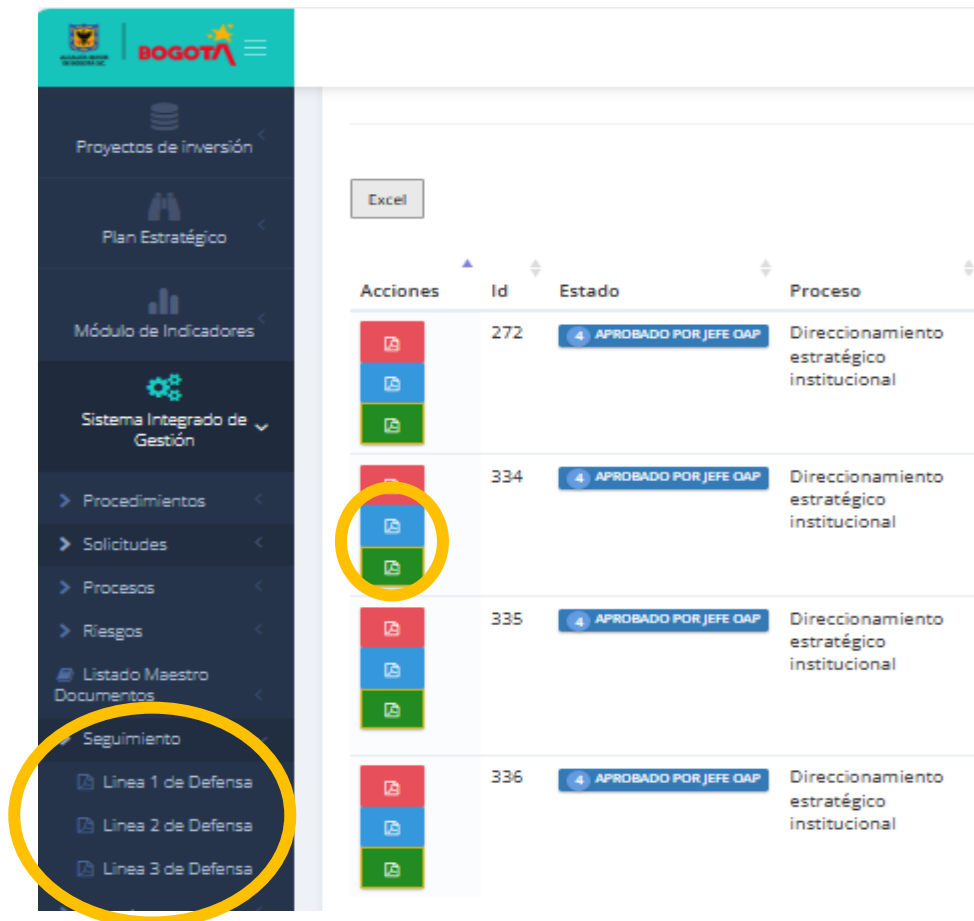 BOGOTÁ
Proyectos de inversión
Plan Estratégico
Módulo de Indicadores
Sistema Integrado de
Gestión
Procedimientos
Solicitudes
Procesos
Riesgos
Listado Maestro
Documentos
Seguimiento
Linea 1 de Defensa
Linea 2 de Defensa
Linea 3 de Defensa
Excel
Acciones Id Estado Proceso
272 4 APROBADO POR JEFE OAP Direccionamiento
estratégico
institucional
334 4 APROBADO POR JEFE OAP Direccionamiento
estratégico
institucional
335 4 APROBADO POR JEFE OAP Direccionamiento
estratégico
institucional
336 4 APROBADO POR JEFE OAP Direccionamiento
estratégico
institucional